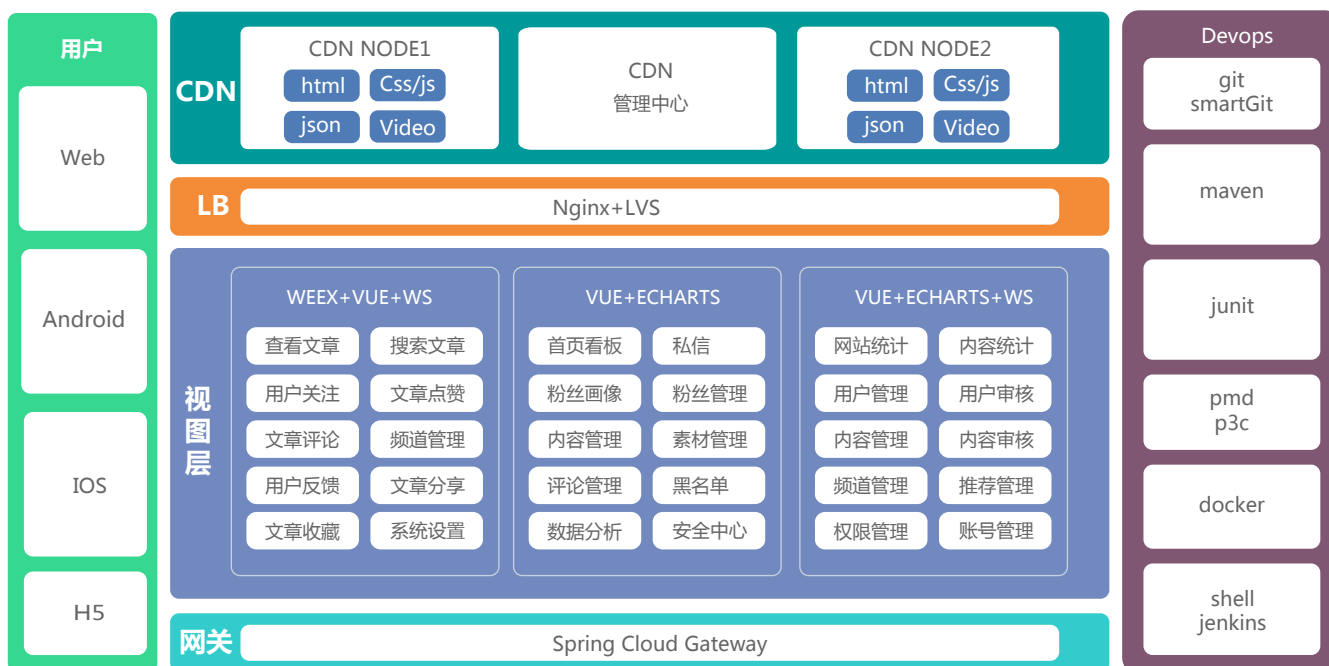 用户
Web
Android
IOS
H5
CDN
CDN NODE1
html
Css/js
json
Video
CDN
管理中心
CDN NODE2
html
Css/js
json
Video
LB
Nginx+LVS
视
图
层
WEEX+VUE+WS
查看文章
搜索文章
用户关注
文章点赞
文章评论
频道管理
用户反馈
文章分享
文章收藏
系统设置
VUE+ECHARTS
首页看板
私信
粉丝画像
粉丝管理
内容管理
素材管理
评论管理
黑名单
数据分析
安全中心
VUE+ECHARTS+WS
网站统计
内容统计
用户管理
用户审核
内容管理
内容审核
频道管理
推荐管理
权限管理
账号管理
网关
Spring Cloud Gateway
Devops
git
smartGit
maven
junit
pmd
p3c
docker
shell
jenkins